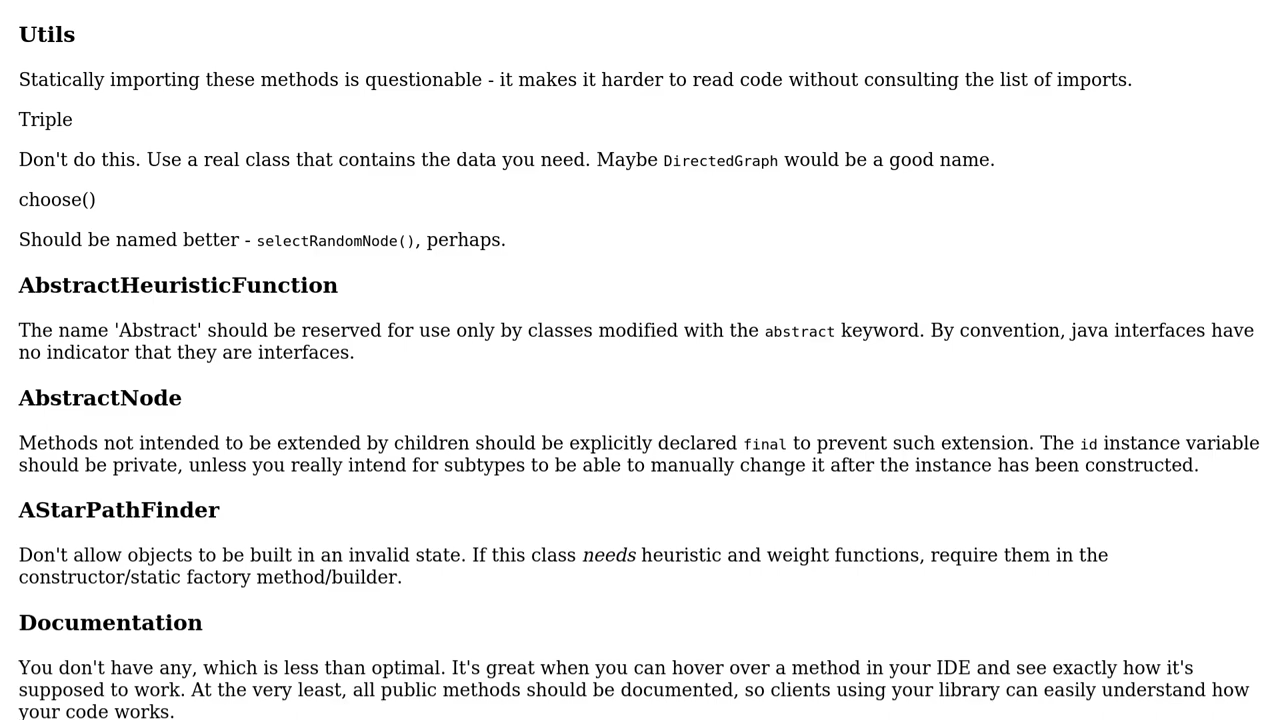 Utils
Statically importing these methods is questionable - it makes it harder to read code without consulting the list of imports.
Triple
Don't do this. Use a real class that contains the data you need. Maybe DirectedGraph would be a good name.
choose()
Should be named better - selectRandomNode(), perhaps.
AbstractHeuristicFunction
The name 'Abstract' should be reserved for use only by classes modified with the abstract keyword. By convention, java interfaces have
no indicator that they are interfaces.
AbstractNode
Methods not intended to be extended by children should be explicitly declared final to prevent such extension. The id instance variable
should be private, unless you really intend for subtypes to be able to manually change it after the instance has been constructed.
AStarPathFinder
Don't allow objects to be built in an invalid state. If this class needs heuristic and weight functions, require them in the
constructor/static factory method/builder.
Documentation
You don't have any, which is less than optimal. It's great when you can hover over a method in your IDE and see exactly how it's
supposed to work. At the very least, all public methods should be documented, so clients using your library can easily understand how
your code works.